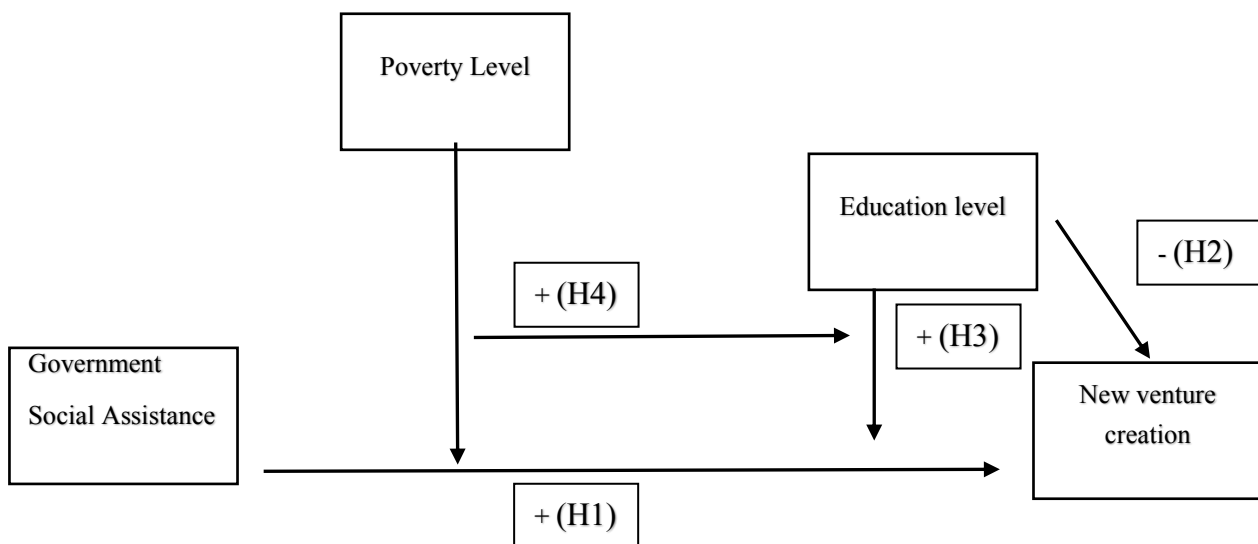 Poverty Level
Education level
- (H2)
+ (H4)
+ (H3)
Government
Social Assistance
New venture
creation
+ (H1)